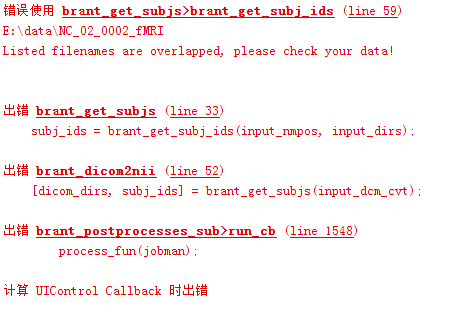 错误使用 brant_get_subjs>brant_get_subj_ids (line 59)
E:\data\NC_02_0002_fMRI
Listed filenames are overlapped, please check your data!
出错 brant_get_subjs (line 33)
subj_ids = brant_get_subj_ids(input_nmpos, input_dirs);
出错 brant_dicom2nii (line 52)
[dicom_dirs, subj_ids] = brant_get_subjs(input_dcm_cvt);
出错 brant_postprocesses_sub>run_cb (line 1548)
process_fun(jobman);
计算 UIControl Callback 时出错